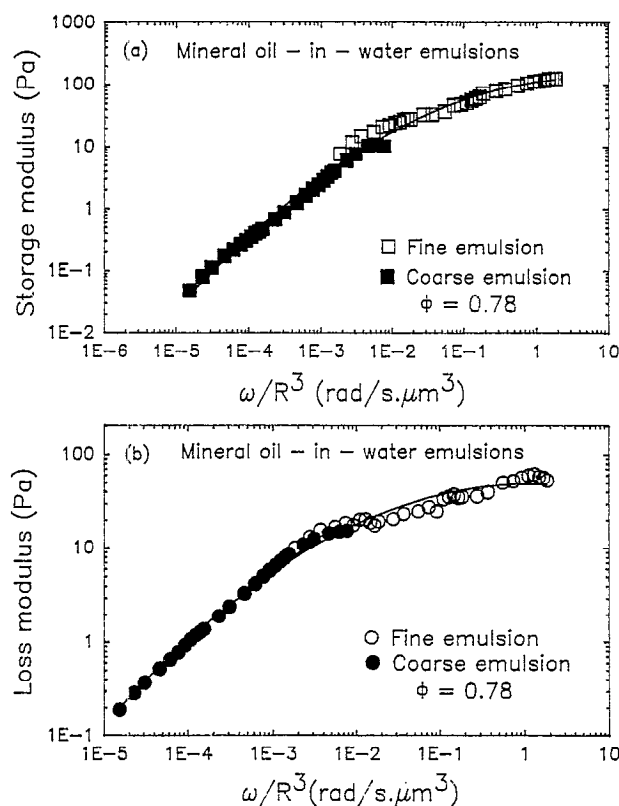 1000
(a) Mineral oil – in – water emulsions
100
10
1
1E–1
1E–2
Storage modulus (Pa)
□ Fine emulsion
■ Coarse emulsion
ϕ = 0.78
1E–6 1E–5 1E–4 1E–3 1E–2 1E–1 1 10
ω/R³ (rad/s.μm³)
(b) Mineral oil – in – water emulsions
100
10
1
1E–1
Loss modulus (Pa)
○ Fine emulsion
● Coarse emulsion
ϕ = 0.78
1E–5 1E–4 1E–3 1E–2 1E–1 1 10
ω/R³(rad/s.μm³)